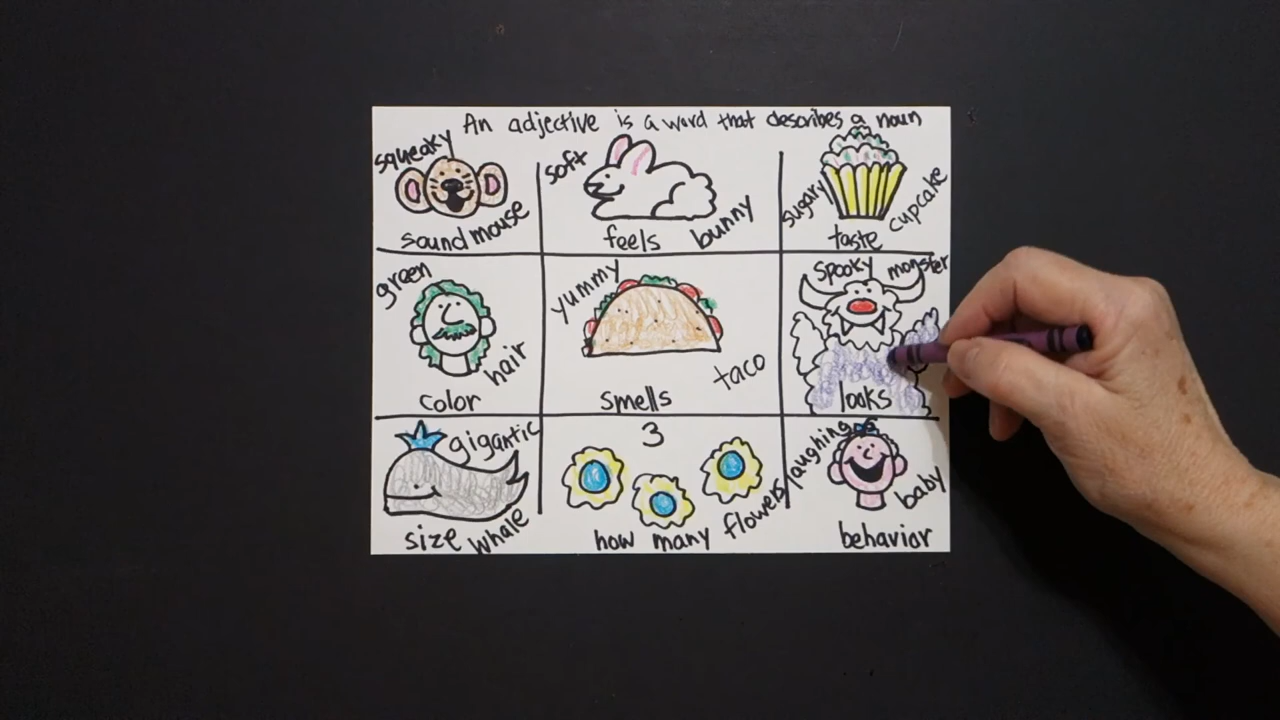 An adjective is a word that describes a noun
squeaky
sound mouse
soft
feels bunny
sugary
taste cupcake
green
hair
color
yummy
taco
smells
spooky monster
looks
gigantic
size whale
3
how many flowers
laughing
baby
behavior